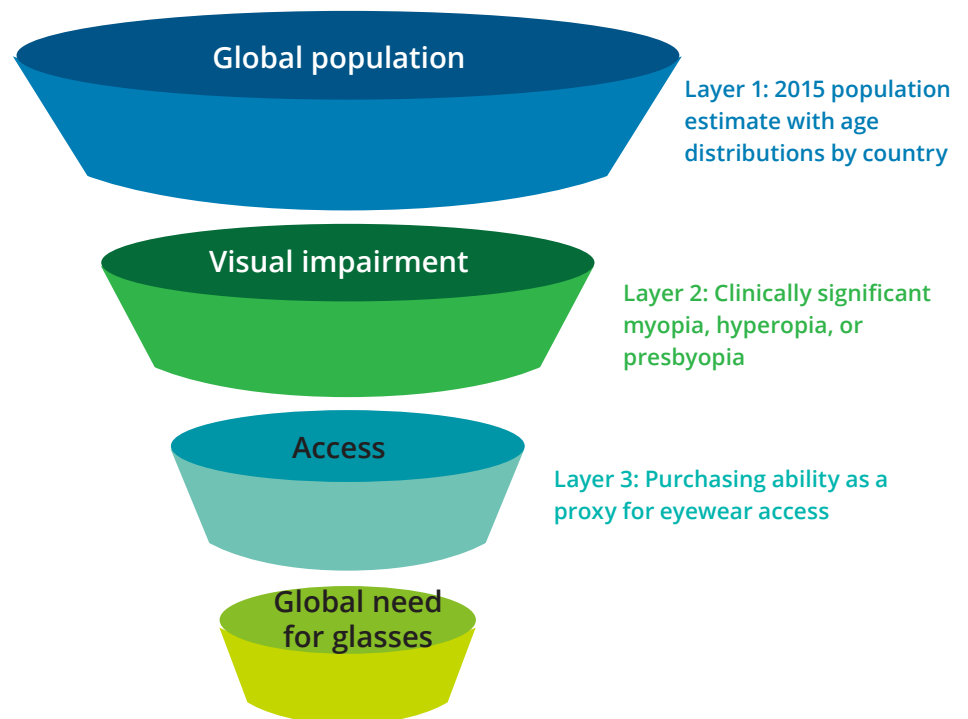 Global population
Layer 1: 2015 population
estimate with age
distributions by country
Visual impairment
Layer 2: Clinically significant
myopia, hyperopia, or
presbyopia
Access
Layer 3: Purchasing ability as a
proxy for eyewear access
Global need
for glasses